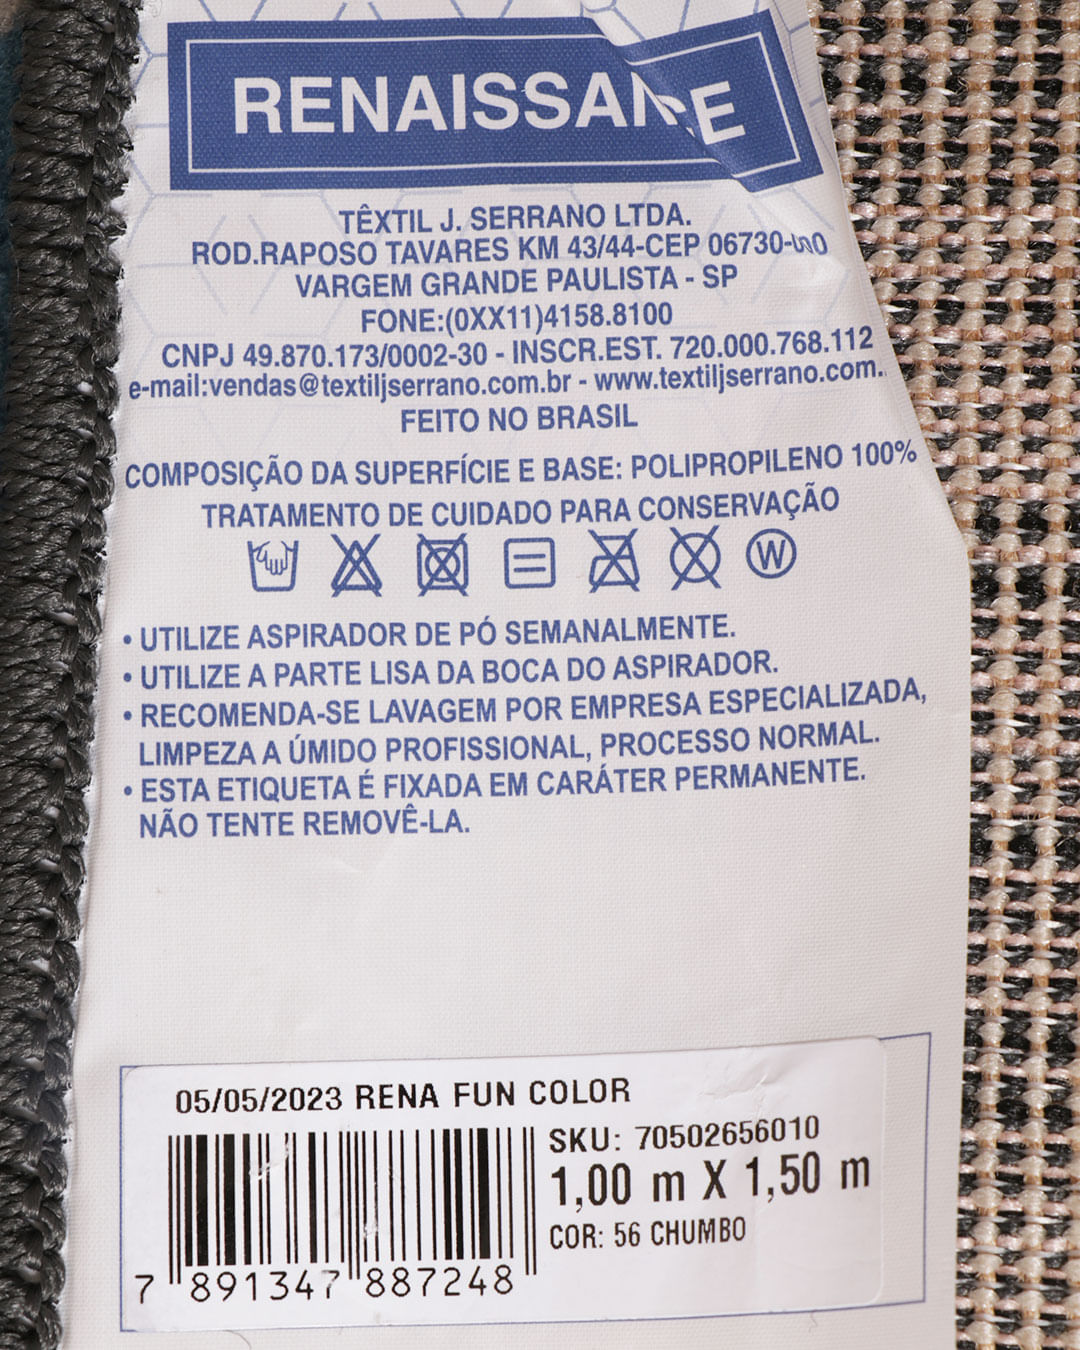 RENAISSANCE
TÊXTIL J. SERRANO LTDA.
ROD.RAPOSO TAVARES KM 43/44-CEP
VARGEM GRANDE PAULISTA - SP
FONE:(0XX11)4158.8100
CNPJ 49.870.173/0002-30 - INSCR.EST. 720.000.768.112
e-mail:vendas@textiljserrano.com.br - www.textiljserrano.com.
FEITO NO BRASIL
COMPOSIÇÃO DA SUPERFÍCIE E BASE: POLIPROPILENO 100%
TRATAMENTO DE CUIDADO PARA CONSERVAÇÃO
W
• UTILIZE ASPIRADOR DE PÓ SEMANALMENTE.
• UTILIZE A PARTE LISA DA BOCA DO ASPIRADOR.
• RECOMENDA-SE LAVAGEM POR EMPRESA ESPECIALIZADA,
LIMPEZA A ÚMIDO PROFISSIONAL, PROCESSO NORMAL.
• ESTA ETIQUETA É FIXADA EM CARÁTER PERMANENTE.
NÃO TENTE REMOVÊ-LA.
05/05/2023 RENA FUN COLOR
SKU: 70502656010
1,00 m X 1,50 m
COR: 56 CHUMBO
7 891347 887248